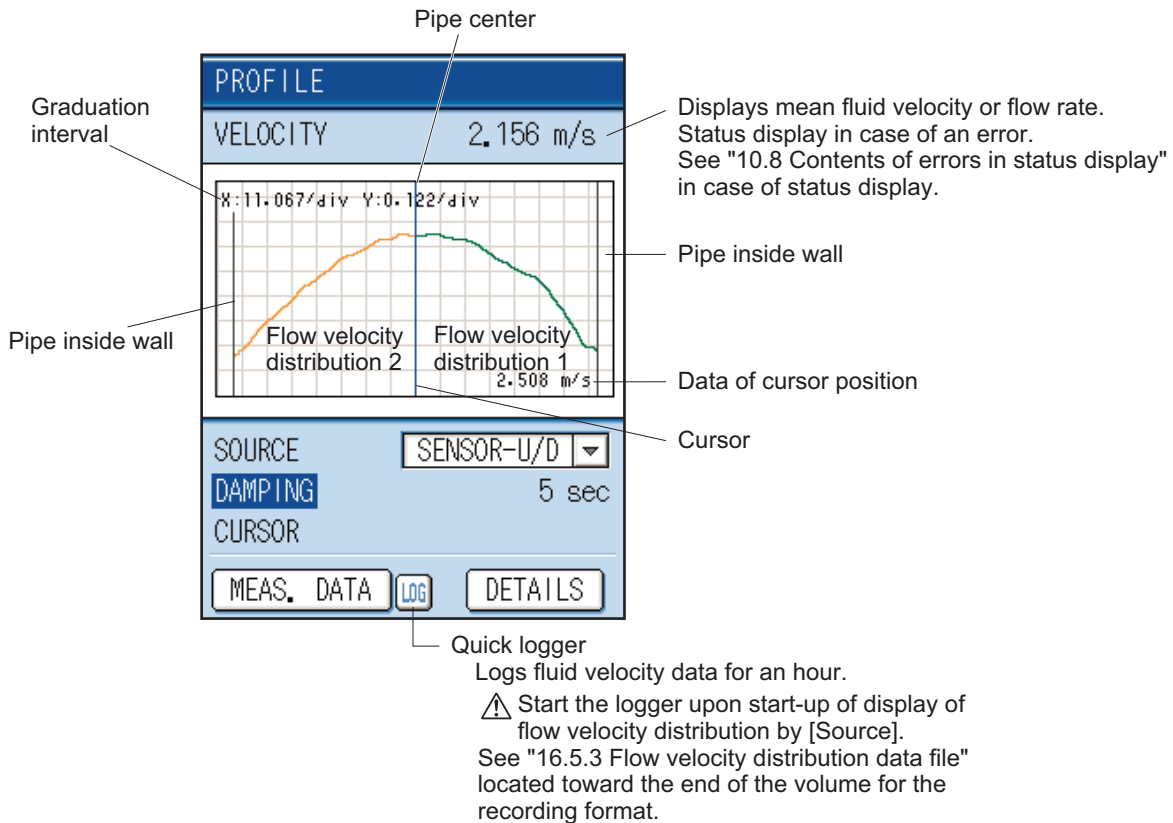 Pipe center
PROFILE
Graduation
interval
VELOCITY 2.156 m/s
Displays mean fluid velocity or flow rate.
Status display in case of an error.
See "10.8 Contents of errors in status display"
in case of status display.
X:11.067/div Y:0.122/div
Pipe inside wall
Pipe inside wall
Flow velocity
distribution 2
Flow velocity
distribution 1
2.508 m/s
Data of cursor position
Cursor
SOURCE SENSOR-U/D
DAMPING 5 sec
CURSOR
MEAS. DATA LOG DETAILS
Quick logger
Logs fluid velocity data for an hour.
Start the logger upon start-up of display of
flow velocity distribution by [Source].
See "16.5.3 Flow velocity distribution data file"
located toward the end of the volume for the
recording format.